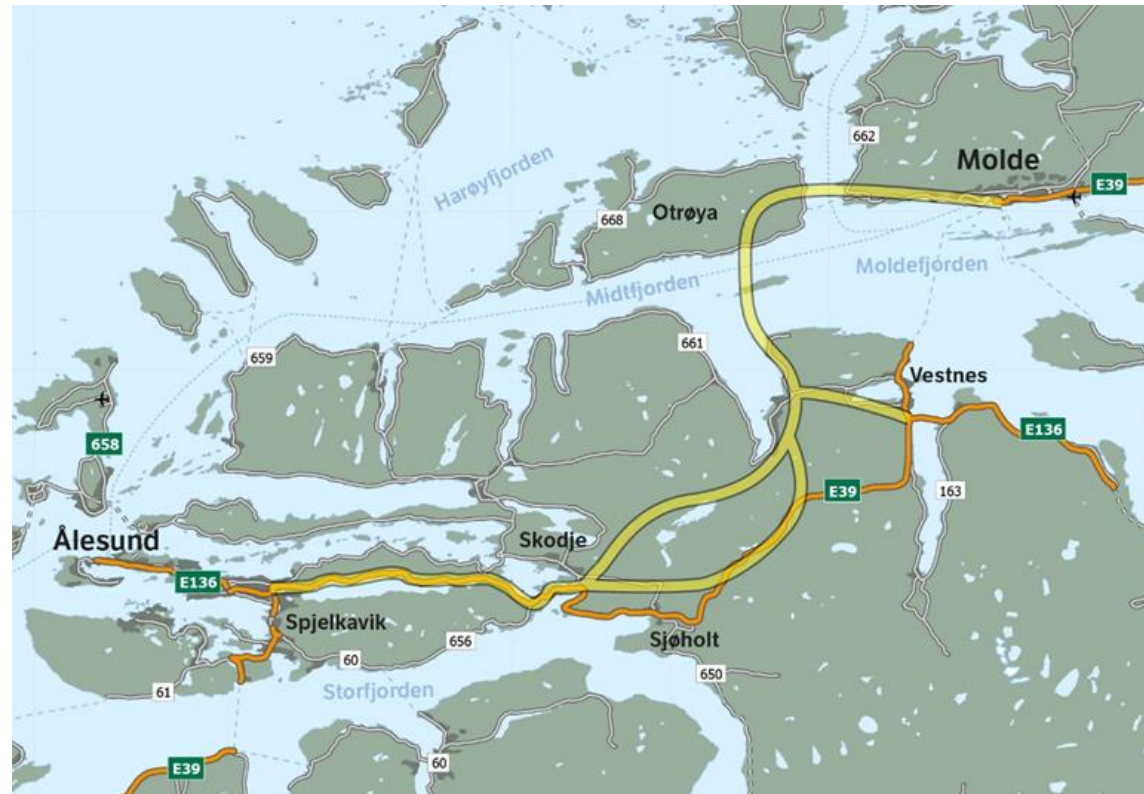 662
Molde
E39
Harøyfjorden
668
Otrøya
Moldefjorden
Midtfjorden
659
661
Vestnes
658
E136
E39
163
Ålesund
Skodje
E136
Spjelkavik
656
Sjøholt
60
650
61
Storfjorden
E39
60